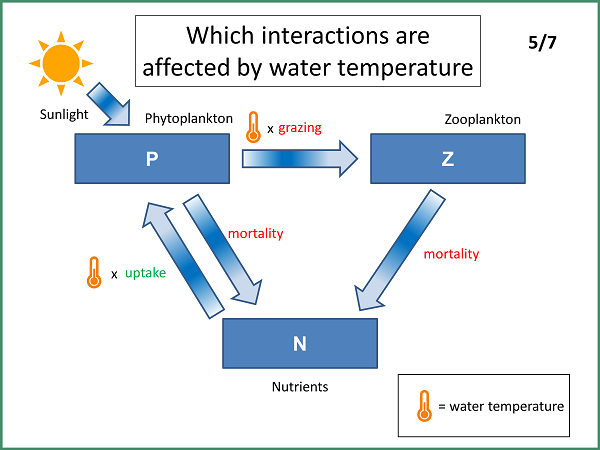 Which interactions are
affected by water temperature
5/7
Sunlight
Phytoplankton
x grazing
Zooplankton
P
Z
mortality
mortality
x uptake
N
Nutrients
= water temperature